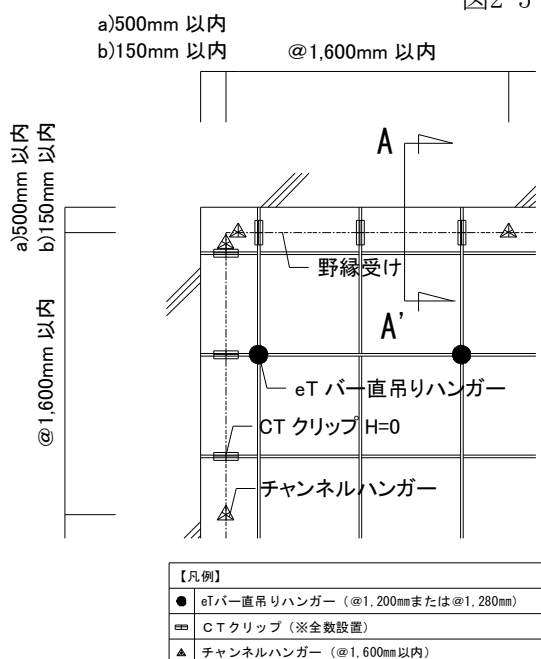 a)500mm 以内
b)150mm 以内
@1,600mm 以内
a)500mm 以内
b)150mm 以内
@1,600mm 以内
A
野縁受け
A'
eT バー直吊りハンガー
CT クリップ H=0
チャンネルハンガー
【凡例】
● eTバー直吊りハンガー（@1,200mmまたは@1,280mm）
CTクリップ（※全数設置）
チャンネルハンガー（@1,600mm以内）